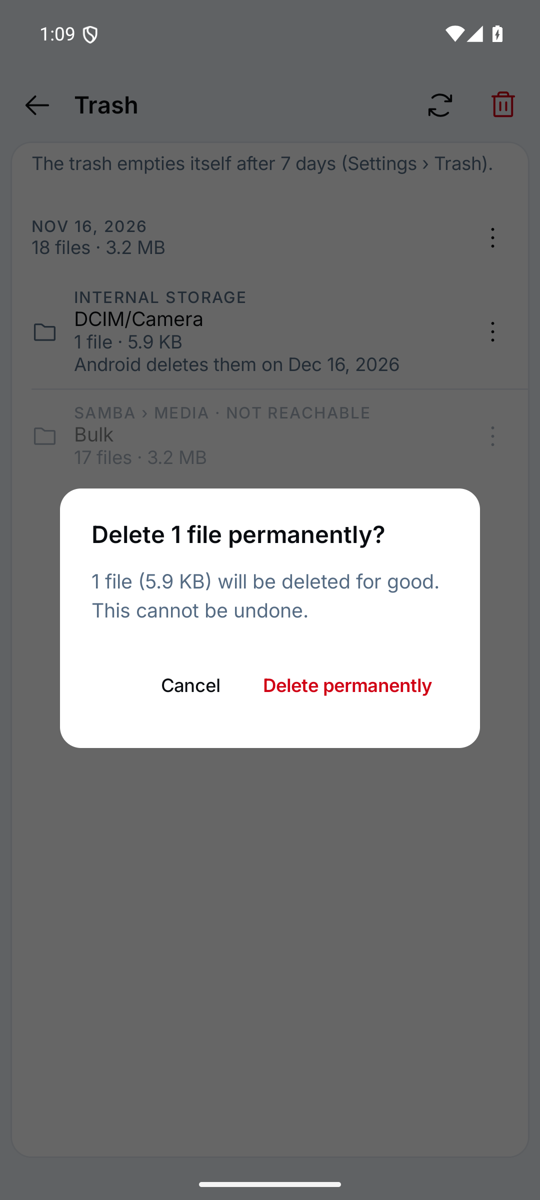 1:09
Trash
The trash empties itself after 7 days (Settings › Trash).
NOV 16, 2026
18 files · 3.2 MB
INTERNAL STORAGE
DCIM/Camera
1 file · 5.9 KB
Android deletes them on Dec 16, 2026
SAMBA › MEDIA · NOT REACHABLE
Bulk
17 files · 3.2 MB
Delete 1 file permanently?
1 file (5.9 KB) will be deleted for good.
This cannot be undone.
Cancel
Delete permanently